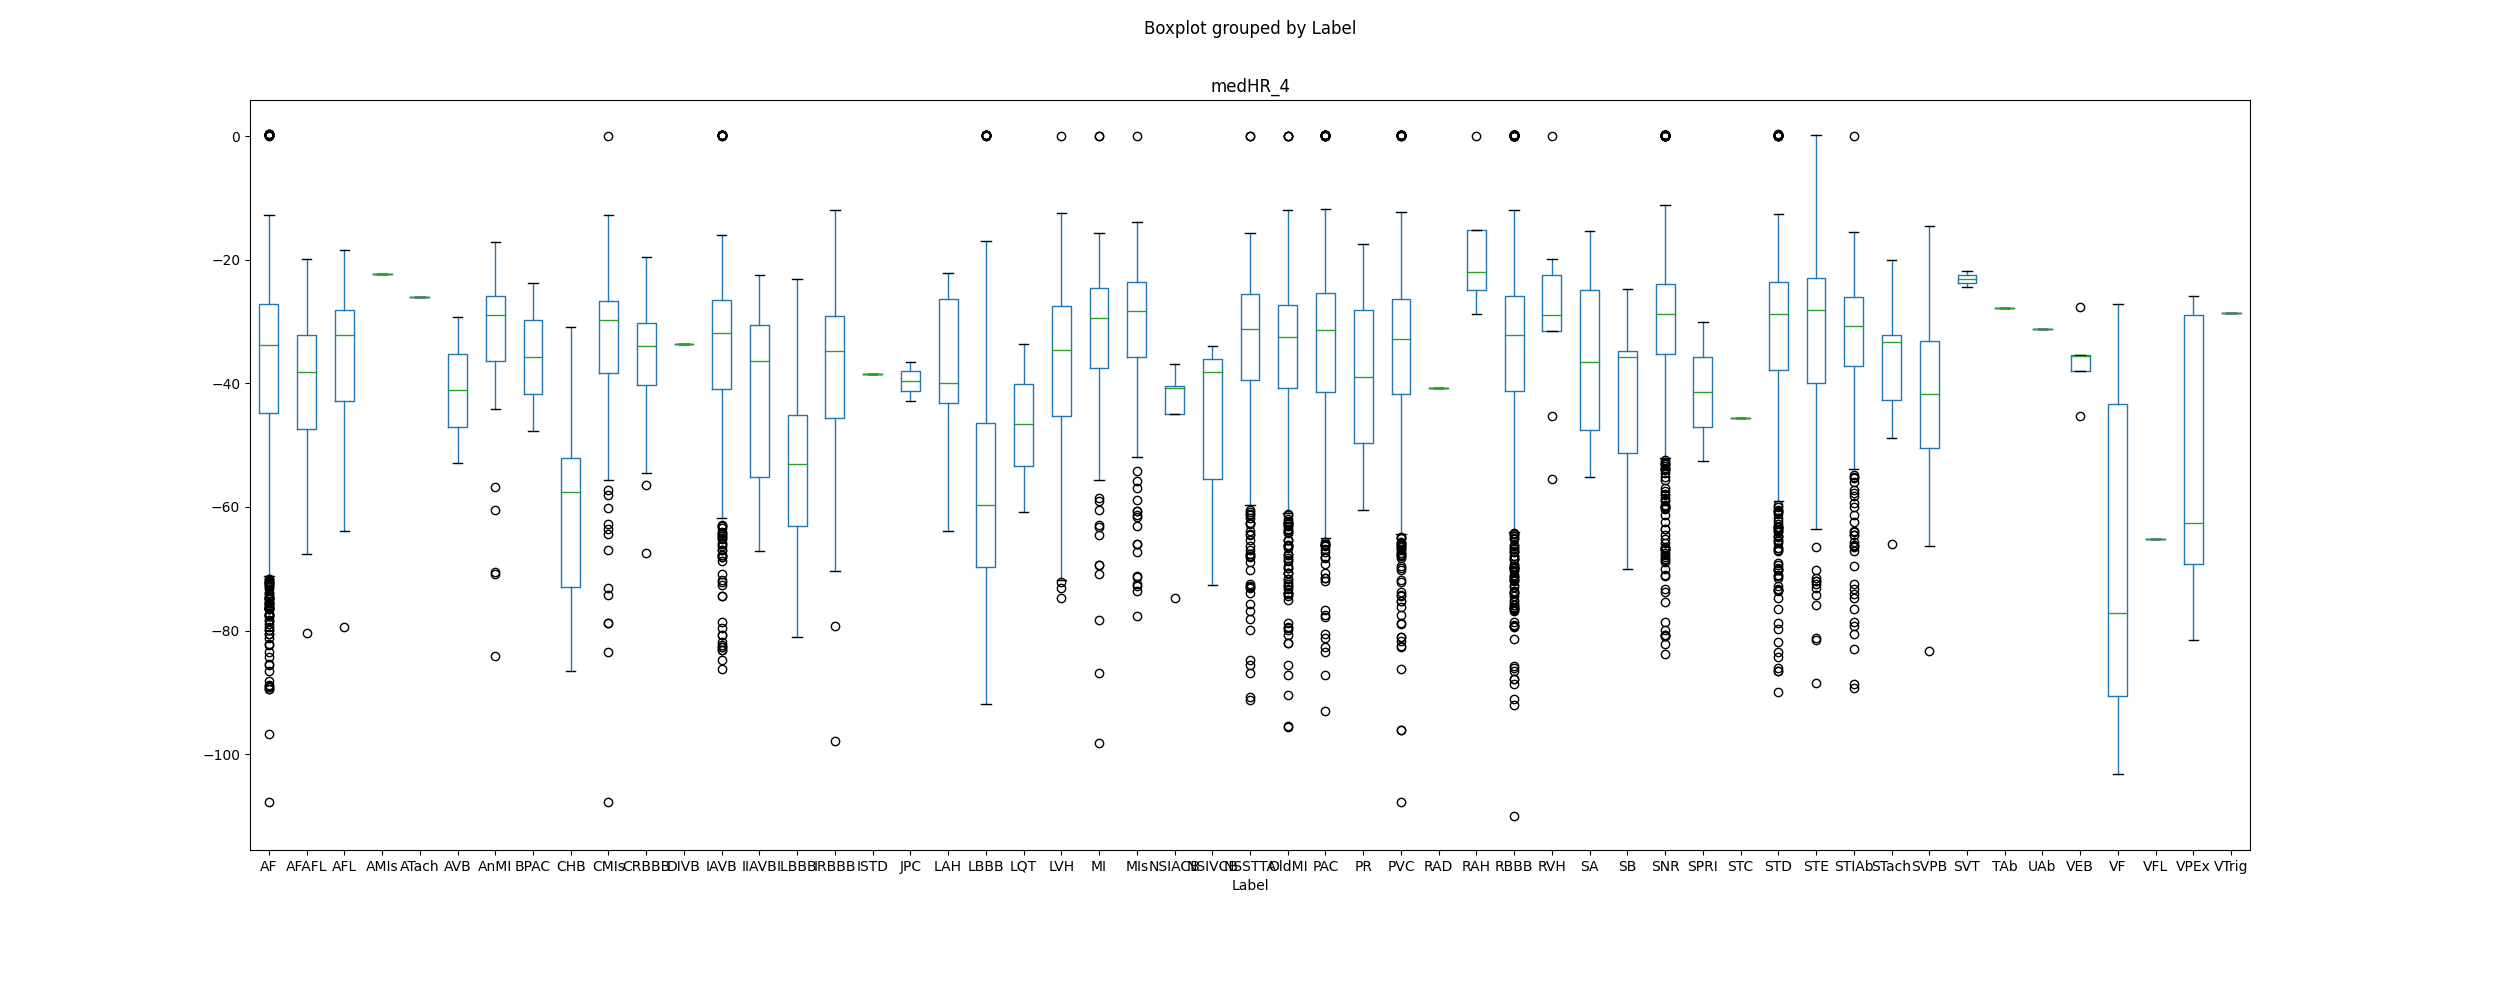 Boxplot grouped by Label
medHR_4
0
−20
−40
−60
−80
−100
AF AFAFL AFL AMIs ATach AVB AnMI BPAC CHB CMIs CRBBB DIVB IAVB IIAVB ILBBB IRBBB ISTD JPC LAH LBBB LQT LVH MI MIs NSIACB NSIVCB NSSTTA OldMI PAC PR PVC RAD RAH RBBB RVH SA SB SNR SPRI STC STD STE STIAb STach SVPB SVT TAb UAb VEB VF VFL VPEx VTrig
Label